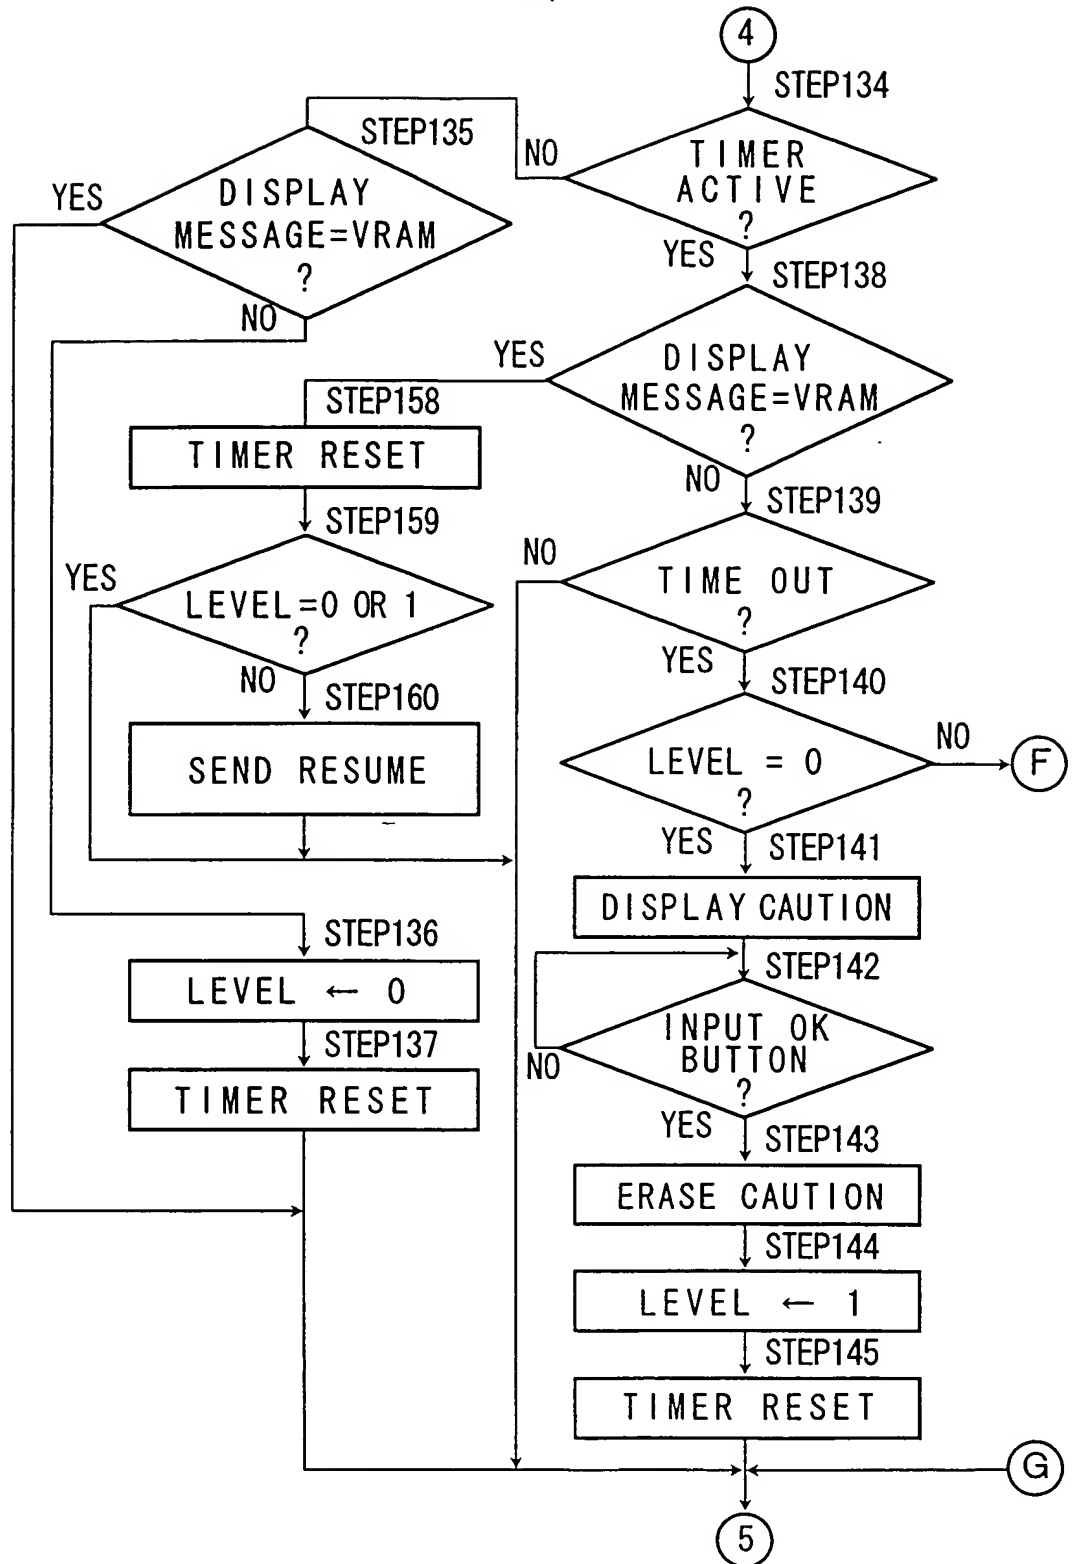 4
STEP134
TIMER
ACTIVE
?
NO
YES
STEP135
DISPLAY
MESSAGE=VRAM
?
YES
NO
STEP138
DISPLAY
MESSAGE=VRAM
?
YES
NO
STEP158
TIMER RESET
STEP159
LEVEL=0 OR 1
?
YES
NO
STEP160
SEND RESUME
STEP139
TIME OUT
?
NO
YES
STEP140
LEVEL = 0
?
NO
F
YES
STEP141
DISPLAY CAUTION
STEP136
LEVEL ← 0
STEP137
TIMER RESET
STEP142
INPUT OK
BUTTON
?
NO
YES
STEP143
ERASE CAUTION
STEP144
LEVEL ← 1
STEP145
TIMER RESET
G
5